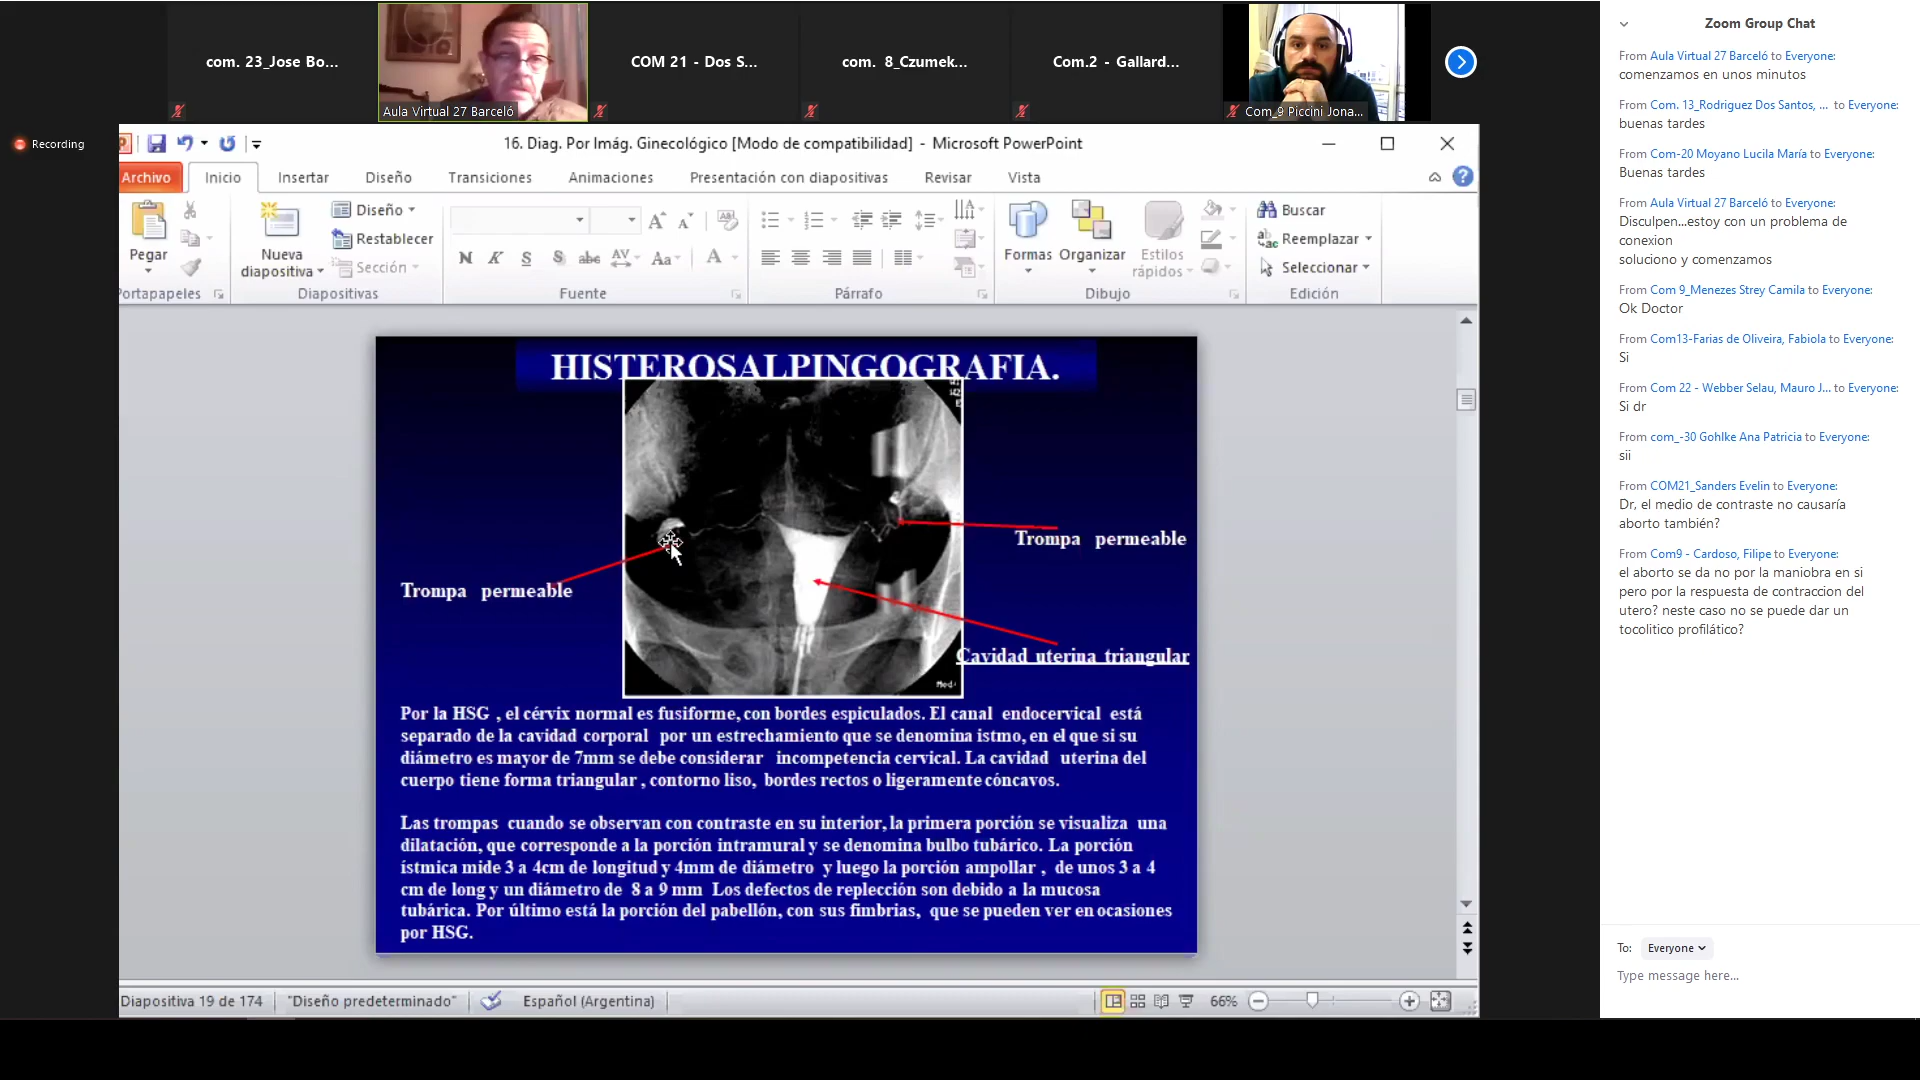 com. 23_Jose Bo...
Aula Virtual 27 Barceló
COM 21 - Dos S...
com. 8_Czumek...
Com.2 - Gallard...
Com_9 Piccini Jona...
Recording
16. Diag. Por Imág. Ginecológico [Modo de compatibilidad] - Microsoft PowerPoint
Archivo
Inicio
Insertar
Diseño
Transiciones
Animaciones
Presentación con diapositivas
Revisar
Vista
Pegar
Portapapeles
Nueva
diapositiva
Diseño
Restablecer
Sección
Diapositivas
N K S S abc AV Aa A
Fuente
Párrafo
Formas
Organizar
Estilos
rápidos
Dibujo
Buscar
Reemplazar
Seleccionar
Edición
HISTEROSALPINGOGRAFIA.
Trompa permeable
Trompa permeable
Cavidad uterina triangular
Por la HSG , el cérvix normal es fusiforme, con bordes espiculados. El canal endocervical está
separado de la cavidad corporal por un estrechamiento que se denomina istmo, en el que si su
diámetro es mayor de 7mm se debe considerar incompetencia cervical. La cavidad uterina del
cuerpo tiene forma triangular , contorno liso, bordes rectos o ligeramente cóncavos.
Las trompas cuando se observan con contraste en su interior, la primera porción se visualiza una
dilatación, que corresponde a la porción intramural y se denomina bulbo tubárico. La porción
ístmica mide 3 a 4cm de longitud y 4mm de diámetro y luego la porción ampollar , de unos 3 a 4
cm de long y un diámetro de 8 a 9 mm Los defectos de replección son debido a la mucosa
tubárica. Por último está la porción del pabellón, con sus fimbrias, que se pueden ver en ocasiones
por HSG.
Diapositiva 19 de 174
"Diseño predeterminado"
Español (Argentina)
66%
Zoom Group Chat
From Aula Virtual 27 Barceló to Everyone:
comenzamos en unos minutos
From Com. 13_Rodriguez Dos Santos, ... to Everyone:
buenas tardes
From Com-20 Moyano Lucila María to Everyone:
Buenas tardes
From Aula Virtual 27 Barceló to Everyone:
Disculpen...estoy con un problema de
conexion
soluciono y comenzamos
From Com 9_Menezes Strey Camila to Everyone:
Ok Doctor
From Com13-Farias de Oliveira, Fabiola to Everyone:
Si
From Com 22 - Webber Selau, Mauro J... to Everyone:
Si dr
From com_-30 Gohlke Ana Patricia to Everyone:
sii
From COM21_Sanders Evelin to Everyone:
Dr, el medio de contraste no causaría
aborto también?
From Com9 - Cardoso, Filipe to Everyone:
el aborto se da no por la maniobra en si
pero por la respuesta de contraccion del
utero? neste caso no se puede dar un
tocolitico profilático?
To: Everyone
Type message here...